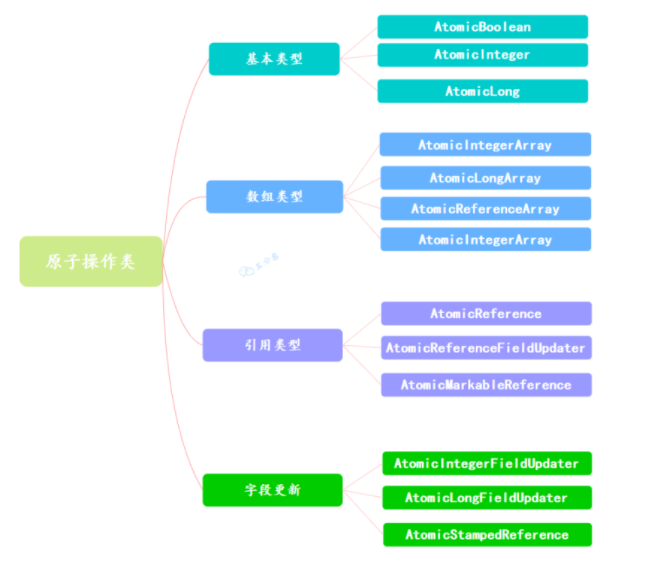 原子操作类
基本类型
AtomicBoolean
AtomicInteger
AtomicLong
数组类型
AtomicIntegerArray
AtomicLongArray
AtomicReferenceArray
AtomicIntegerArray
引用类型
AtomicReference
AtomicReferenceFieldUpdater
AtomicMarkableReference
字段更新
AtomicIntegerFieldUpdater
AtomicLongFieldUpdater
AtomicStampedReference